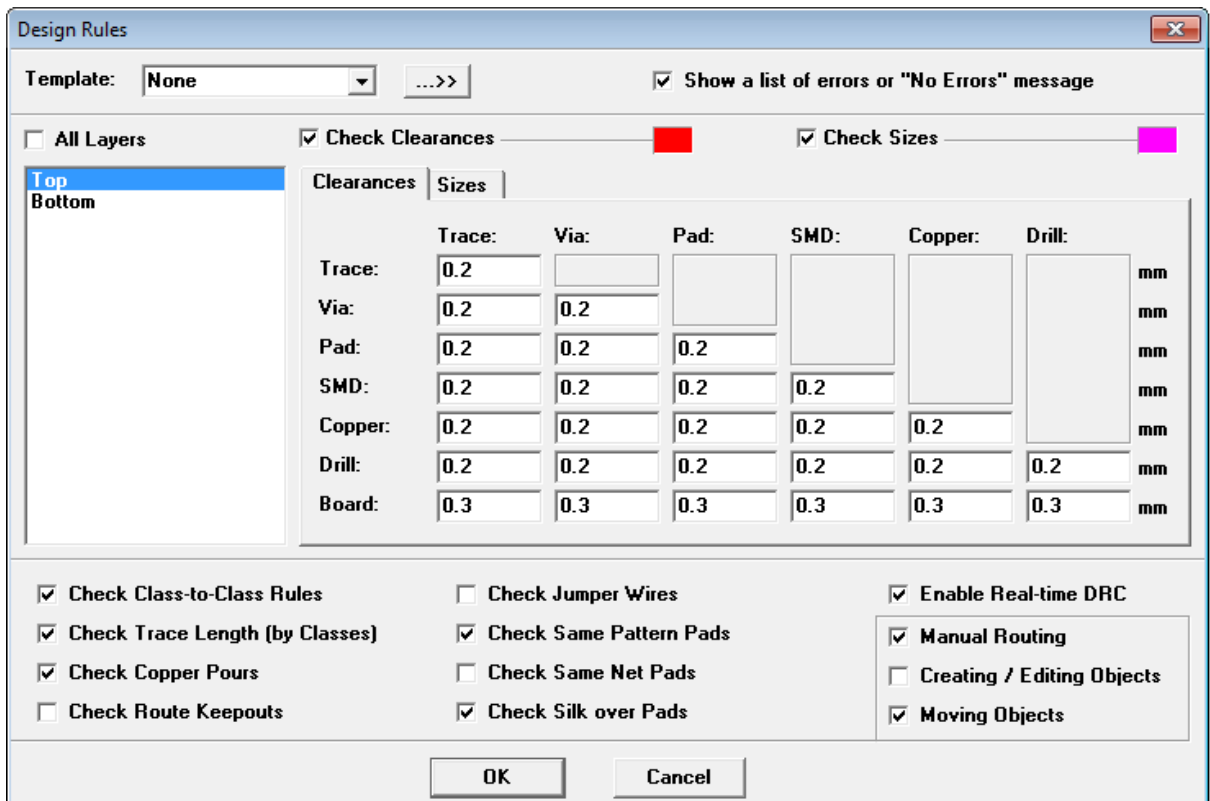 Design Rules
Template: None ...>> Show a list of errors or "No Errors" message
All Layers Check Clearances Check Sizes
Top
Bottom
Clearances Sizes
Trace: Via: Pad: SMD: Copper: Drill:
Trace: 0.2 mm
Via: 0.2 0.2 mm
Pad: 0.2 0.2 0.2 mm
SMD: 0.2 0.2 0.2 0.2 mm
Copper: 0.2 0.2 0.2 0.2 0.2 mm
Drill: 0.2 0.2 0.2 0.2 0.2 0.2 mm
Board: 0.3 0.3 0.3 0.3 0.3 0.3 mm
Check Class-to-Class Rules Check Jumper Wires Enable Real-time DRC
Check Trace Length (by Classes) Check Same Pattern Pads Manual Routing
Check Copper Pours Check Same Net Pads Creating / Editing Objects
Check Route Keepouts Check Silk over Pads Moving Objects
OK Cancel